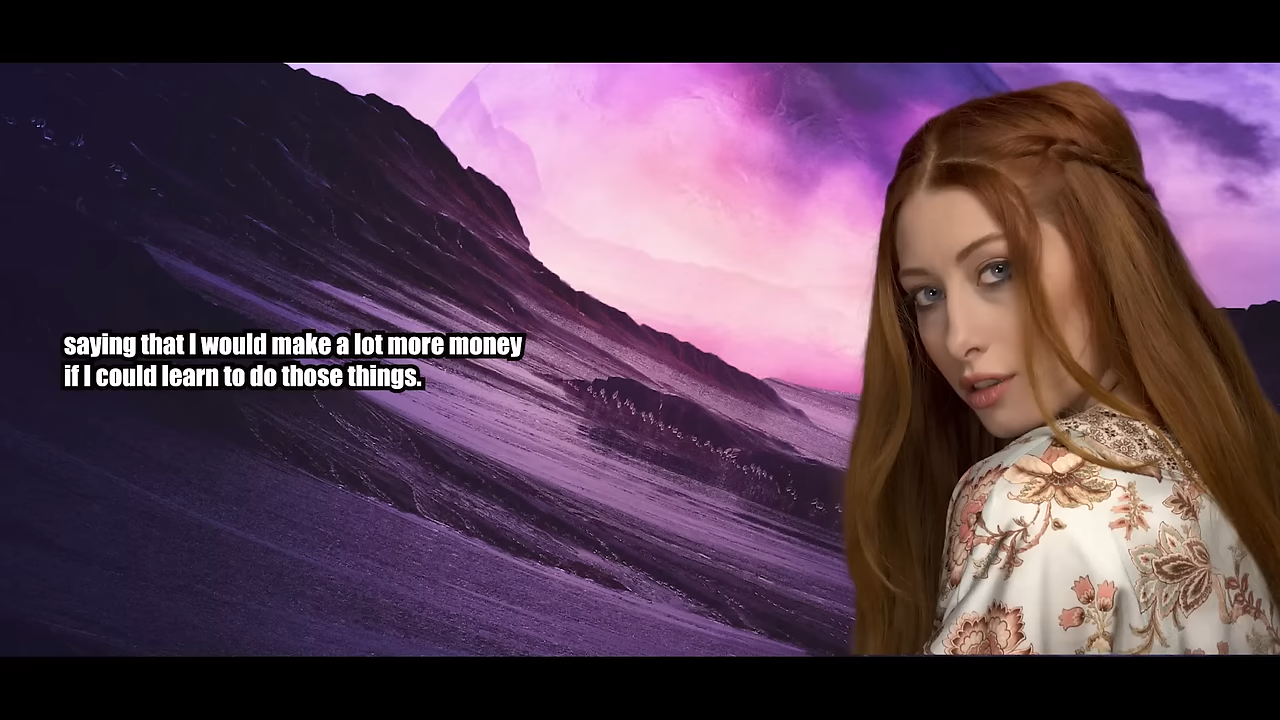 saying that I would make a lot more money
if I could learn to do those things.